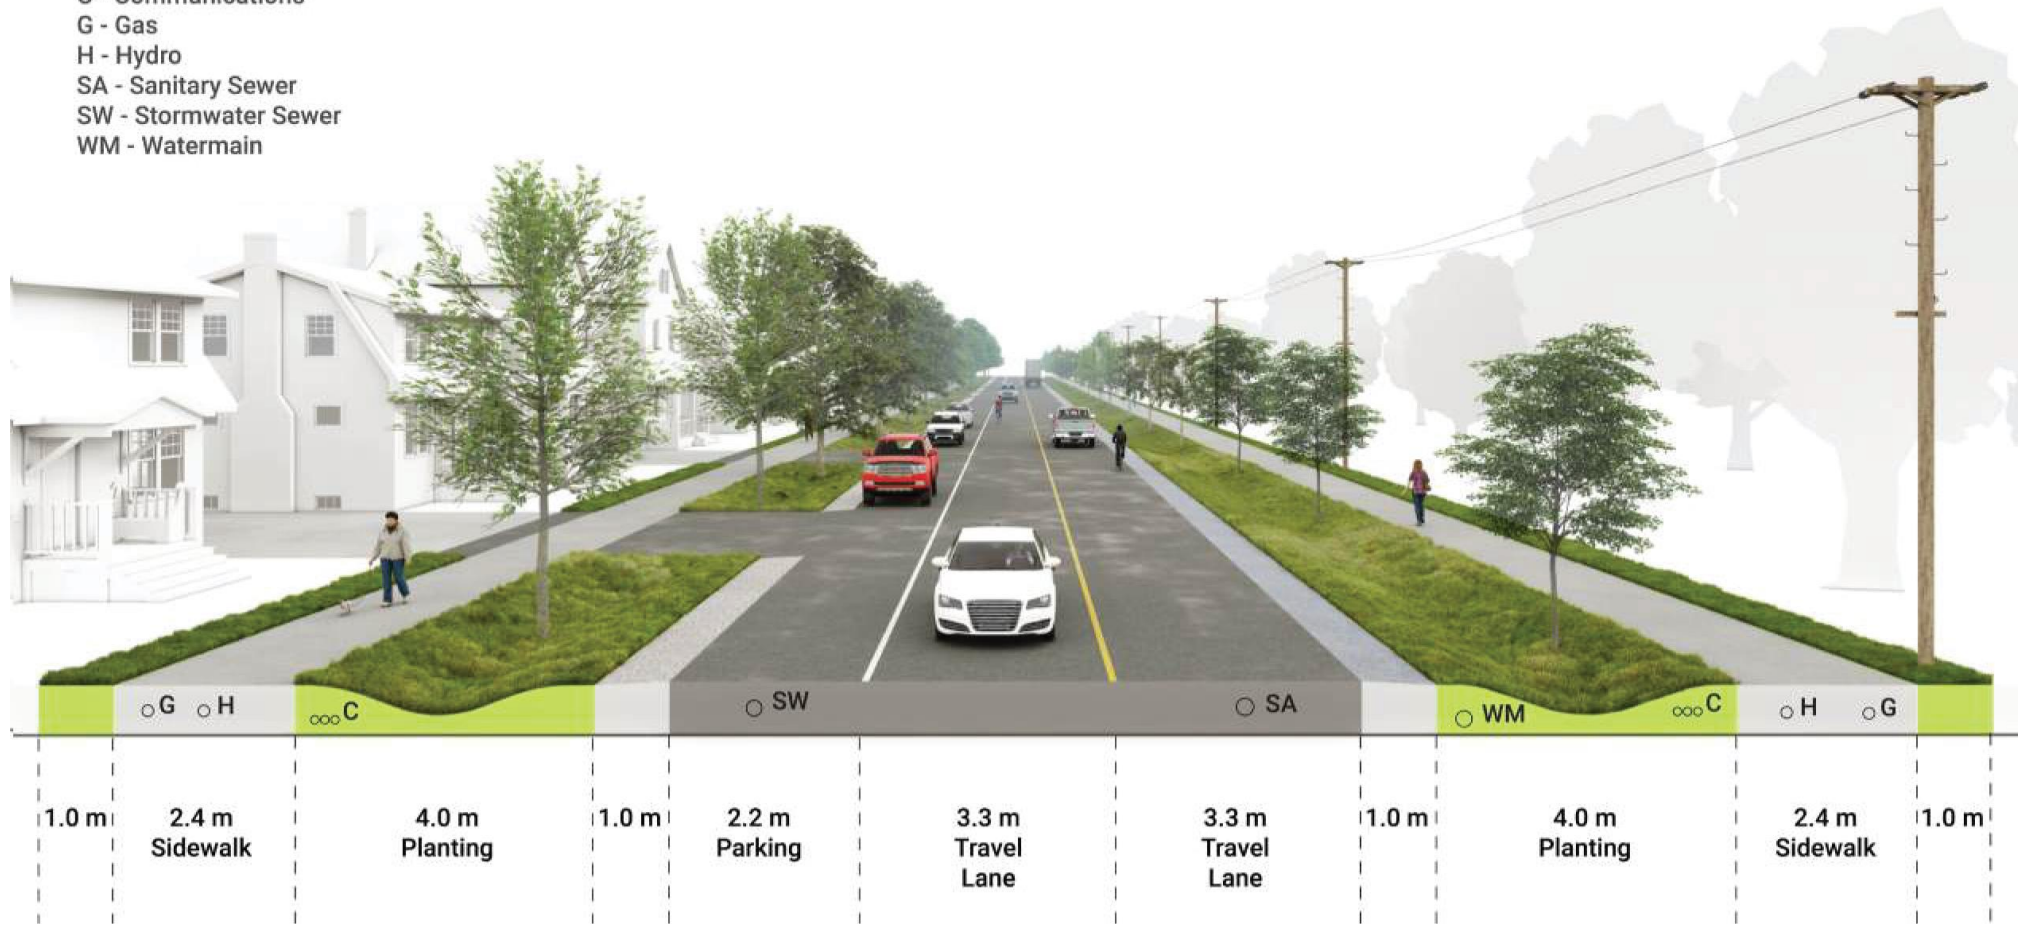 G - Gas
H - Hydro
SA - Sanitary Sewer
SW - Stormwater Sewer
WM - Watermain
G H C SW SA WM C H G
1.0 m 2.4 m 4.0 m 1.0 m 2.2 m 3.3 m 3.3 m 1.0 m 4.0 m 2.4 m 1.0 m
Sidewalk Planting Parking Travel Travel Planting Sidewalk
Lane Lane